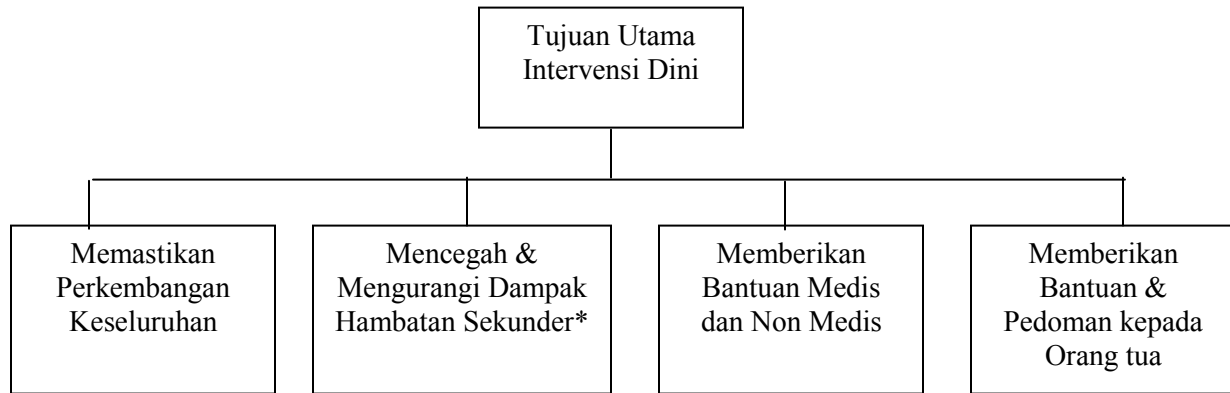 Tujuan Utama
Intervensi Dini
Memastikan
Perkembangan
Keseluruhan
Mencegah &
Mengurangi Dampak
Hambatan Sekunder*
Memberikan
Bantuan Medis
dan Non Medis
Memberikan
Bantuan &
Pedoman kepada
Orang tua